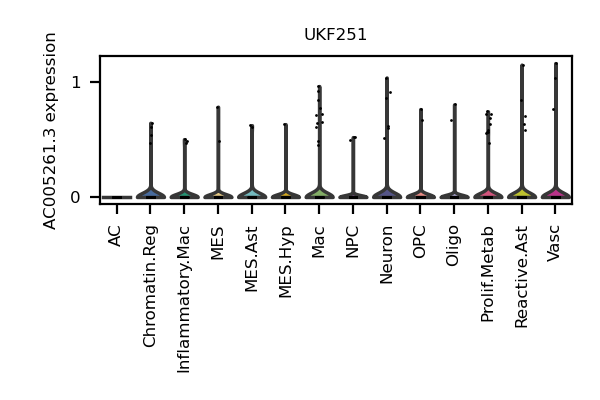 UKF251
AC005261.3 expression
1
0
AC
Chromatin.Reg
Inflammatory.Mac
MES
MES.Ast
MES.Hyp
Mac
NPC
Neuron
OPC
Oligo
Prolif.Metab
Reactive.Ast
Vasc